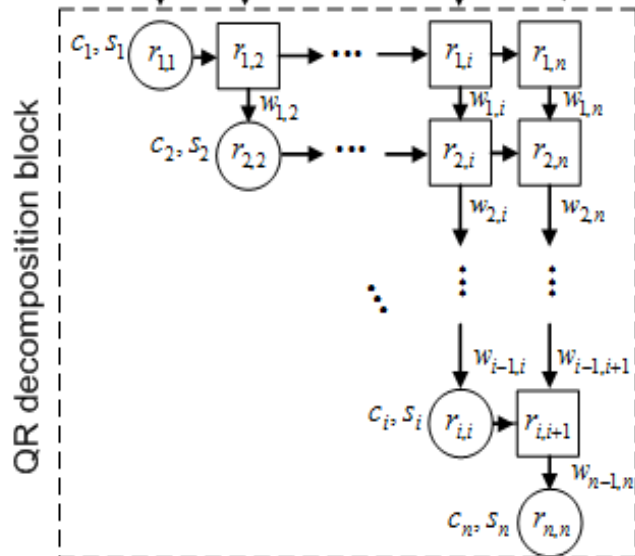 QR decomposition block
c₁, s₁ r₁,₁ r₁,₂ ••• r₁,ᵢ r₁,ₙ
w₁,₂ w₁,ᵢ w₁,ₙ
c₂, s₂ r₂,₂ ••• r₂,ᵢ r₂,ₙ
w₂,ᵢ w₂,ₙ
wᵢ₋₁,ᵢ wᵢ₋₁,ᵢ₊₁
cᵢ, sᵢ rᵢ,ᵢ rᵢ,ᵢ₊₁
wₙ₋₁,ₙ
cₙ, sₙ rₙ,ₙ